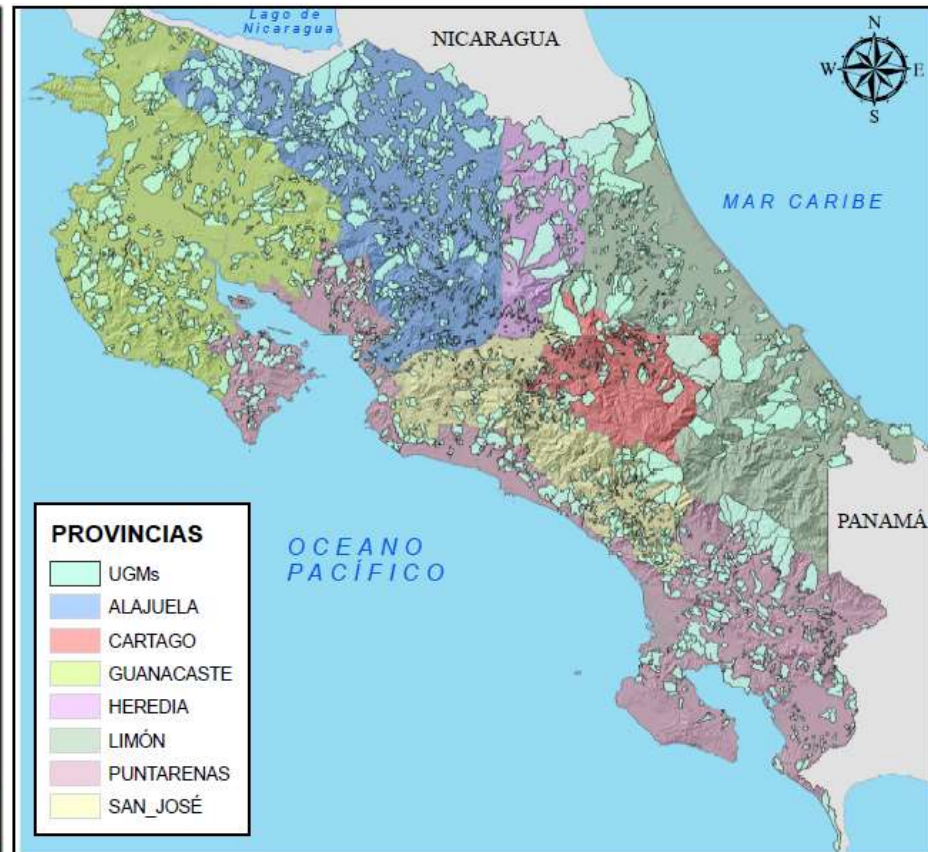 Lago de
Nicaragua
NICARAGUA
N
W
E
S
MAR CARIBE
PANAMÁ
OCEANO
PACÍFICO
PROVINCIAS
UGMs
ALAJUELA
CARTAGO
GUANACASTE
HEREDIA
LIMÓN
PUNTARENAS
SAN_JOSÉ